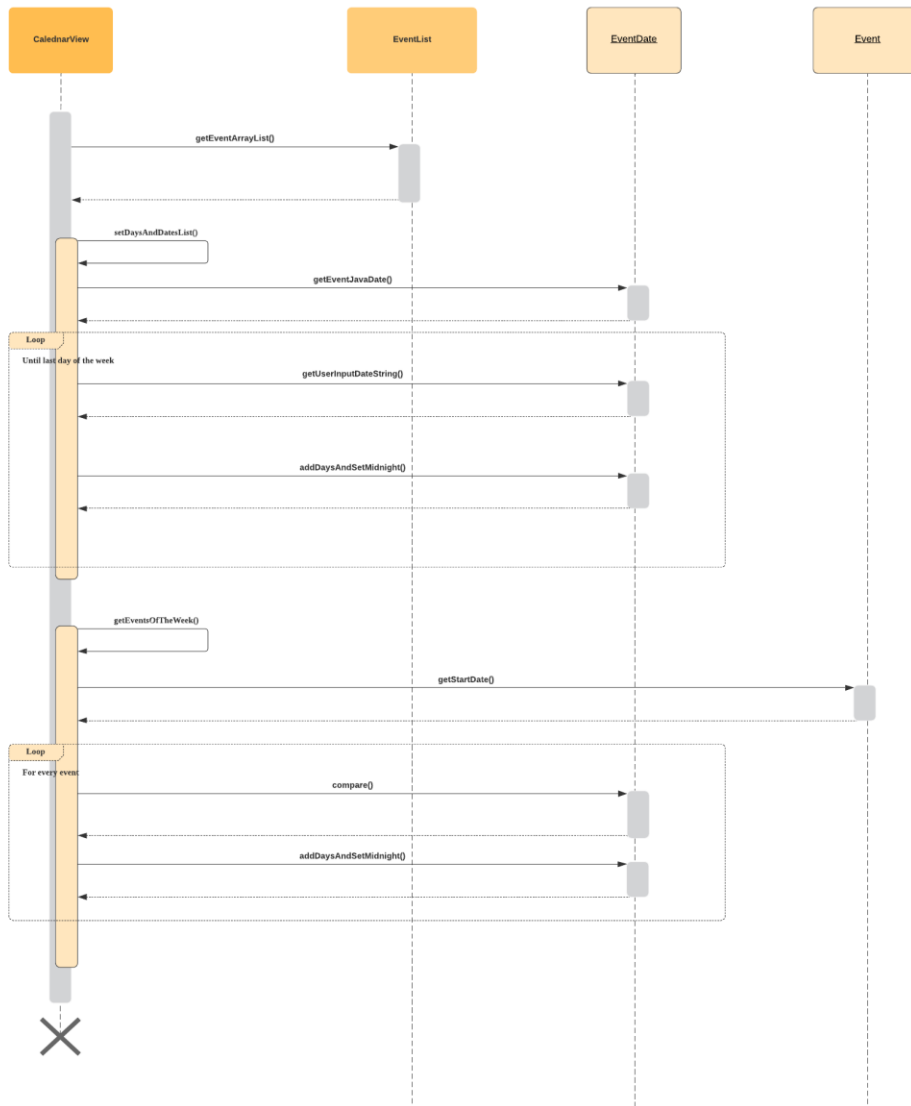 CalednarView
EventList
EventDate
Event
getEventArrayList()
setDaysAndDatesList()
getEventJavaDate()
Loop
Until last day of the week
getUserInputDateString()
addDaysAndSetMidnight()
getEventsOfTheWeek()
getStartDate()
Loop
For every event
compare()
addDaysAndSetMidnight()